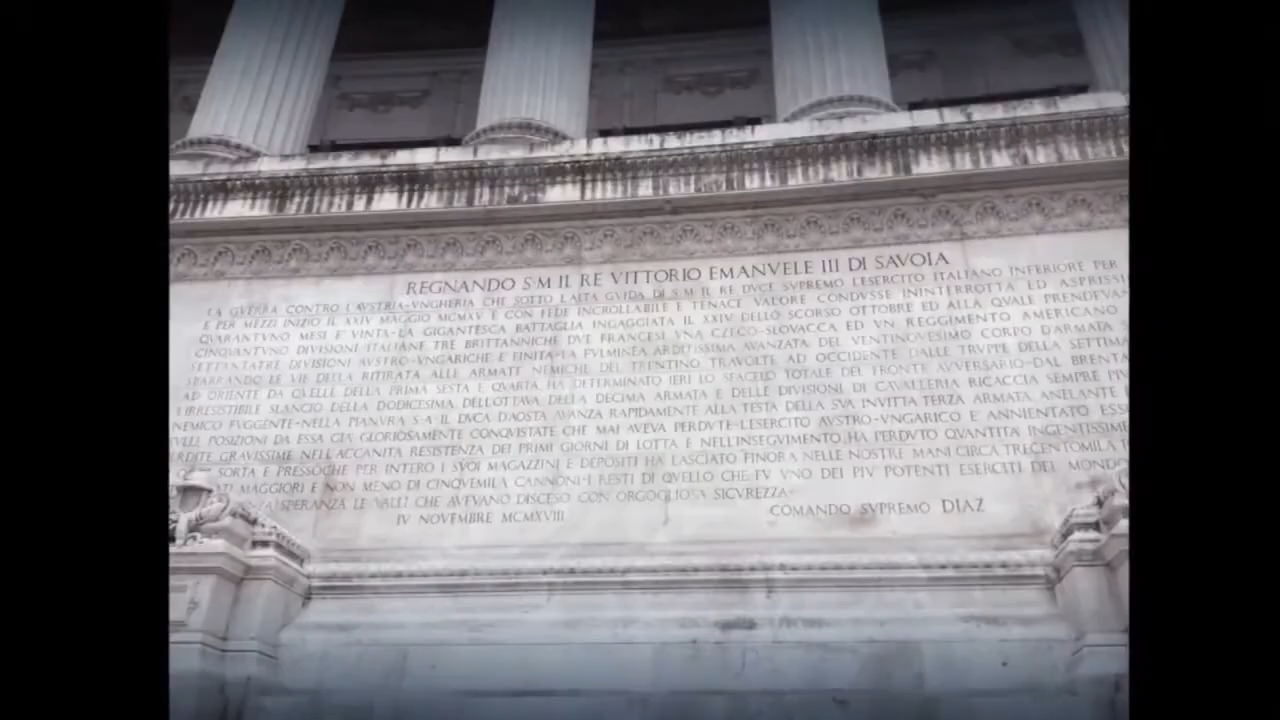 REGNANDO S·M·IL RE VITTORIO EMANVELE III DI SAVOIA
LA GVERRA CONTRO L'AVSTRIA-VNGHERIA CHE SOTTO L'ALTA GVIDA DI S·M·IL RE DVCE SVPREMO L'ESERCITO ITALIANO INFERIORE PER
E PER MEZZI INIZIO IL XXIV MAGGIO MCMXV E CON FEDE INCROLLABILE E TENACE VALORE CONDVSSE ININTERROTTA ED ASPRISSI
QVARANTVNO MESI E' VINTA·LA GIGANTESCA BATTAGLIA INGAGGIATA IL XXIV DELLO SCORSO OTTOBRE ED ALLA QVALE PRENDEVA
CINQVANTVNO DIVISIONI ITALIANE TRE BRITTANNICHE DVE FRANCESI VNA CZECO-SLOVACCA ED VN REGGIMENTO AMERICANO
SETTANTATRE DIVISIONI AVSTRO-VNGARICHE E' FINITA·LA FVLMINEA ARDITISSIMA AVANZATA DEL VENTINOVESIMO CORPO D'ARMATA S
SBARRANDO LE VIE DELLA RITIRATA ALLE ARMATE NEMICHE DEL TRENTINO TRAVOLTE AD OCCIDENTE DALLE TRVPPE DELLA SETTIMA
AD ORIENTE DA QVELLE DELLA PRIMA SESTA E QVARTA HA DETERMINATO IERI LO SFACELO TOTALE DEL FRONTE AVVERSARIO·DAL BRENTA
L'IRRESISTIBILE SLANCIO DELLA DODICESIMA DELL'OTTAVA DELLA DECIMA ARMATA E DELLE DIVISIONI DI CAVALLERIA RICACCIA SEMPRE PIV
NEMICO FVGGENTE·NELLA PIANVRA S·A·IL DVCA D'AOSTA AVANZA RAPIDAMENTE ALLA TESTA DELLA SVA INVITTA TERZA ARMATA ANELANTE
SVLLE POSIZIONI DA ESSA GIA GLORIOSAMENTE CONQVISTATE CHE MAI AVEVA PERDVTE·L'ESERCITO AVSTRO-VNGARICO E' ANNIENTATO ESS
ERDITE GRAVISSIME NELL'ACCANITA RESISTENZA DEI PRIMI GIORNI DI LOTTA E NELL'INSEGVIMENTO HA PERDVTO QVANTITA' INGENTISSIME
SORTA E PRESSOCHE PER INTERO I SVOI MAGAZZINI E DEPOSITI HA LASCIATO FINORA NELLE NOSTRE MANI CIRCA TRECENTOMILA
TI MAGGIORI E NON MENO DI CINQVEMILA CANNONI·I RESTI DI QVELLO CHE FV VNO DEI PIV POTENTI ESERCITI DEL MONDO
SPERANZA LE VALLI CHE AVEVANO DISCESO CON ORGOGLIOSA SICVREZZA·
IV NOVEMBRE MCMXVIII COMANDO SVPREMO DIAZ